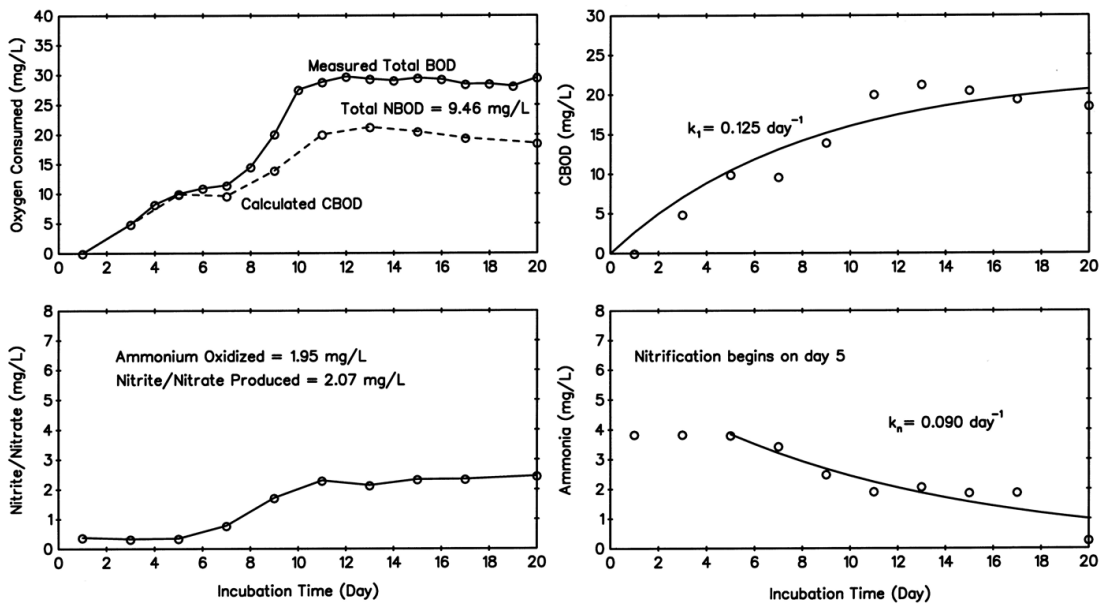 40
35
30
25
20
15
10
5
0
Oxygen Consumed (mg/L)
Measured Total BOD
Total NBOD = 9.46 mg/L
Calculated CBOD
0 2 4 6 8 10 12 14 16 18 20
30
25
20
15
10
5
0
CBOD (mg/L)
k₁= 0.125 day⁻¹
0 2 4 6 8 10 12 14 16 18 20
8
7
6
5
4
3
2
1
0
Nitrite/Nitrate (mg/L)
Ammonium Oxidized = 1.95 mg/L
Nitrite/Nitrate Produced = 2.07 mg/L
0 2 4 6 8 10 12 14 16 18 20
Incubation Time (Day)
8
7
6
5
4
3
2
1
0
Ammonia (mg/L)
Nitrification begins on day 5
kₙ= 0.090 day⁻¹
0 2 4 6 8 10 12 14 16 18 20
Incubation Time (Day)